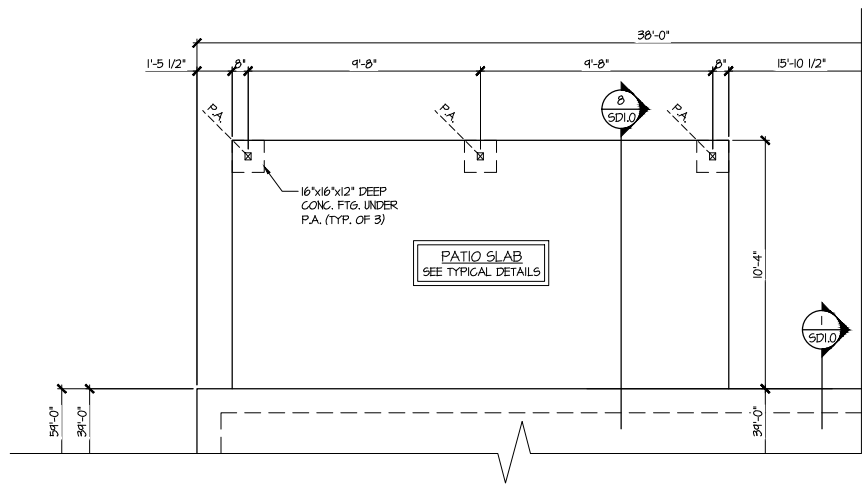 38'-0"
1'-5 1/2"
8"
9'-8"
9'-8"
8"
15'-10 1/2"
P.A.
P.A.
P.A.
8
SD1.0
16"x16"x12" DEEP
CONC. FTG. UNDER
P.A. (TYP. OF 3)
PATIO SLAB
SEE TYPICAL DETAILS
10'-4"
1
SD1.0
59'-0"
39'-0"
39'-0"